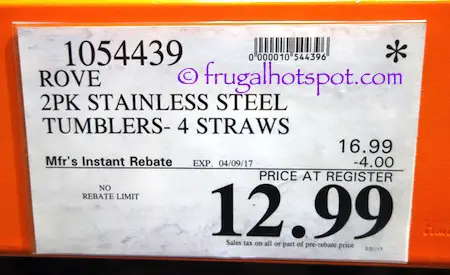 1054439
0000010 544396
*
ROVE
© frugalhotspot.com
2PK STAINLESS STEEL
TUMBLERS- 4 STRAWS
16.99
Mfr's Instant Rebate EXP. 04/09/17 -4.00
PRICE AT REGISTER
NO
REBATE LIMIT
12.99
Sales tax on all or part of pre-rebate price